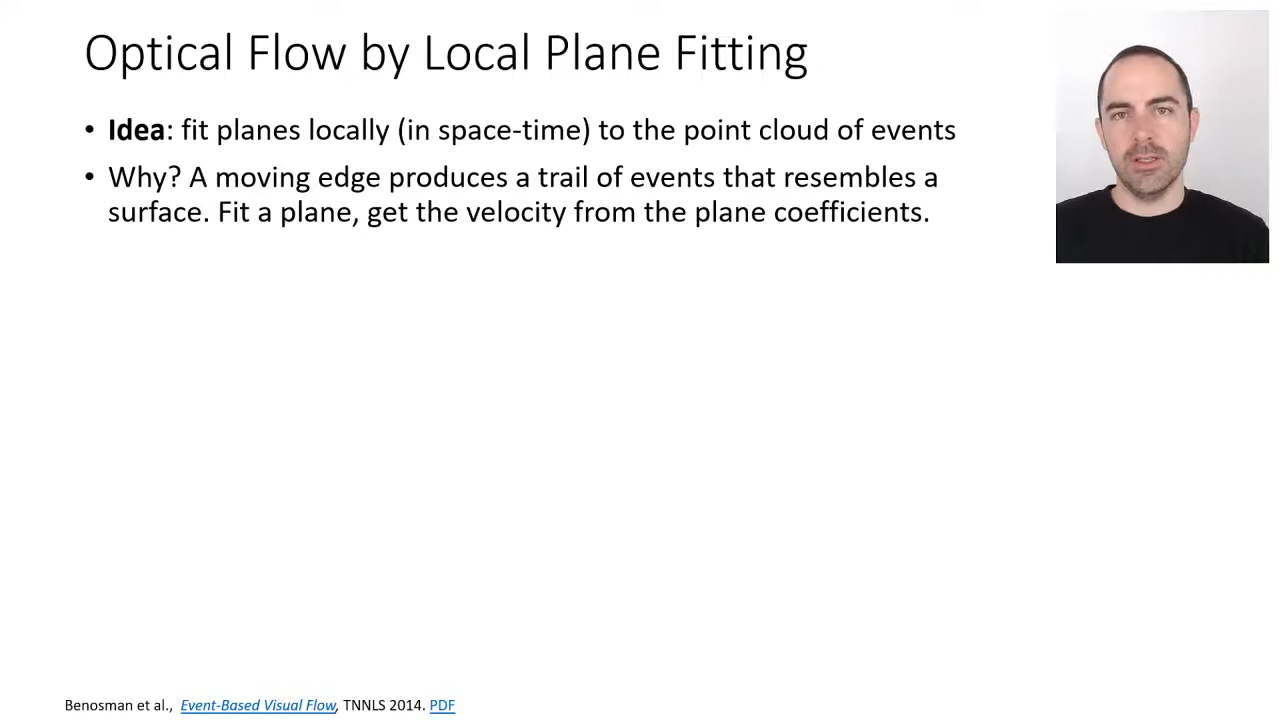 Optical Flow by Local Plane Fitting
• Idea: fit planes locally (in space-time) to the point cloud of events
• Why? A moving edge produces a trail of events that resembles a
surface. Fit a plane, get the velocity from the plane coefficients.
Benosman et al., Event-Based Visual Flow, TNNLS 2014. PDF